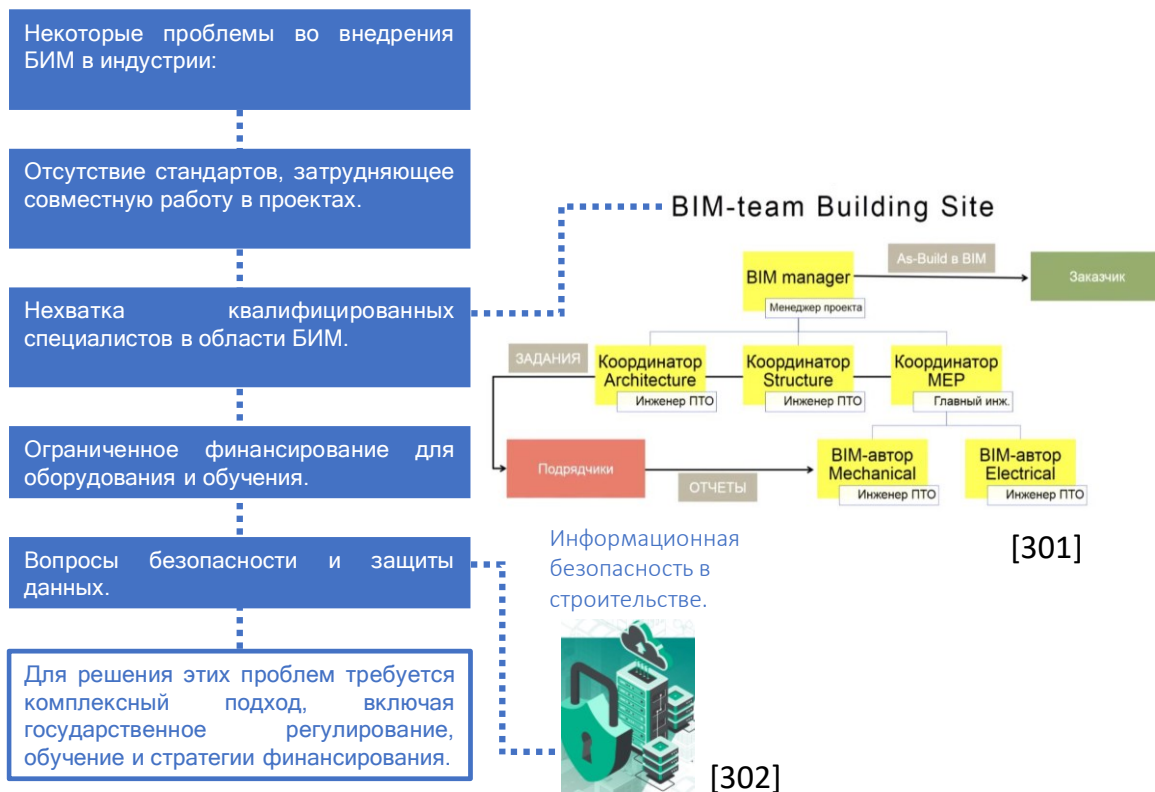 Некоторые проблемы во внедрения
БИМ в индустрии:
Отсутствие стандартов, затрудняющее
совместную работу в проектах.
Нехватка квалифицированных
специалистов в области БИМ.
Ограниченное финансирование для
оборудования и обучения.
Вопросы безопасности и защиты
данных.
Для решения этих проблем требуется
комплексный подход, включая
государственное регулирование,
обучение и стратегии финансирования.
BIM-team Building Site
BIM manager
Менеджер проекта
As-Build в BIM
Заказчик
ЗАДАНИЯ
Координатор
Architecture
Инженер ПТО
Координатор
Structure
Инженер ПТО
Координатор
MEP
Главный инж.
Подрядчики
ОТЧЕТЫ
BIM-автор
Mechanical
Инженер ПТО
BIM-автор
Electrical
Инженер ПТО
[301]
Информационная
безопасность в
строительстве.
[302]